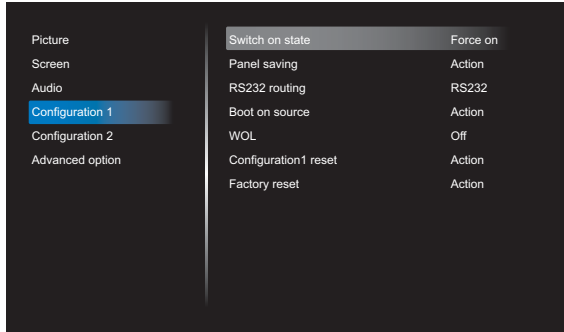 Picture
Screen
Audio
Configuration 1
Configuration 2
Advanced option
Switch on state Force on
Panel saving Action
RS232 routing RS232
Boot on source Action
WOL Off
Configuration1 reset Action
Factory reset Action